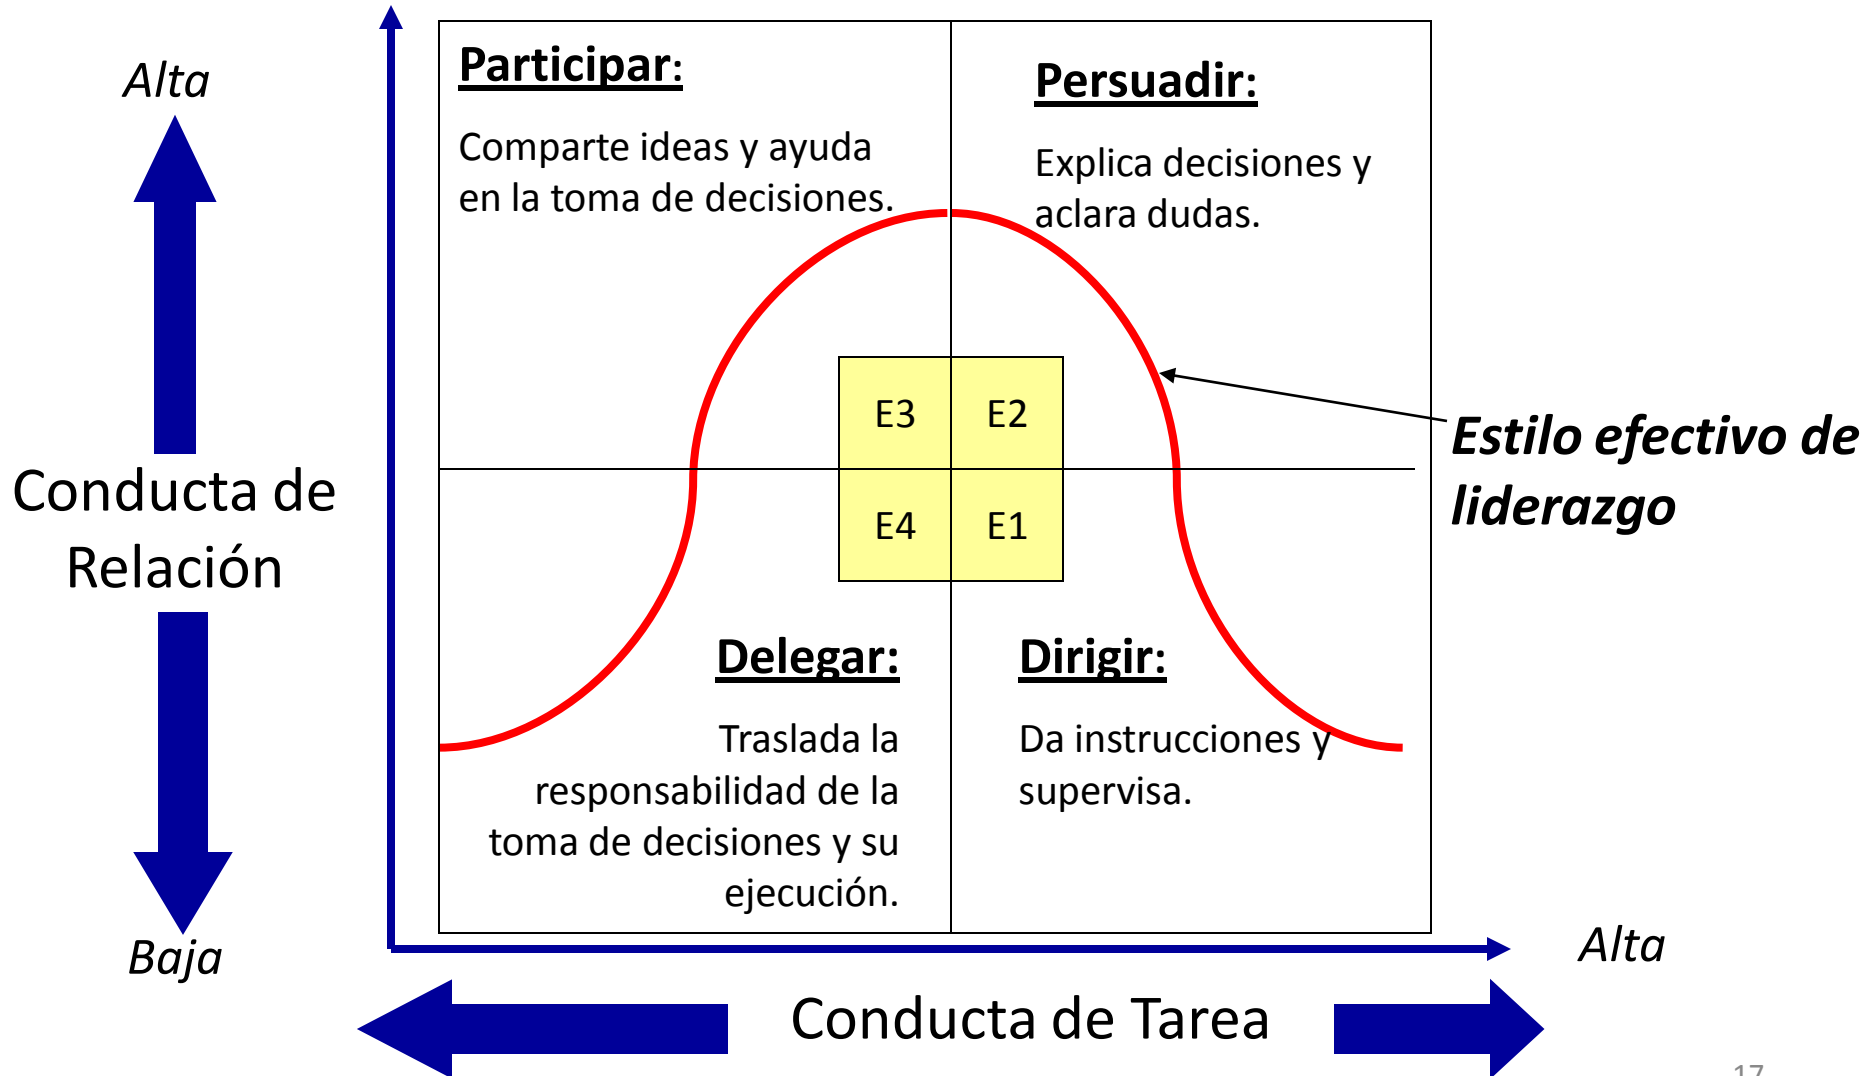 Alta
Conducta de
Relación
Baja
Participar:
Comparte ideas y ayuda
en la toma de decisiones.
Persuadir:
Explica decisiones y
aclara dudas.
E3
E2
E4
E1
Estilo efectivo de
liderazgo
Delegar:
Traslada la
responsabilidad de la
toma de decisiones y su
ejecución.
Dirigir:
Da instrucciones y
supervisa.
Alta
Conducta de Tarea
17